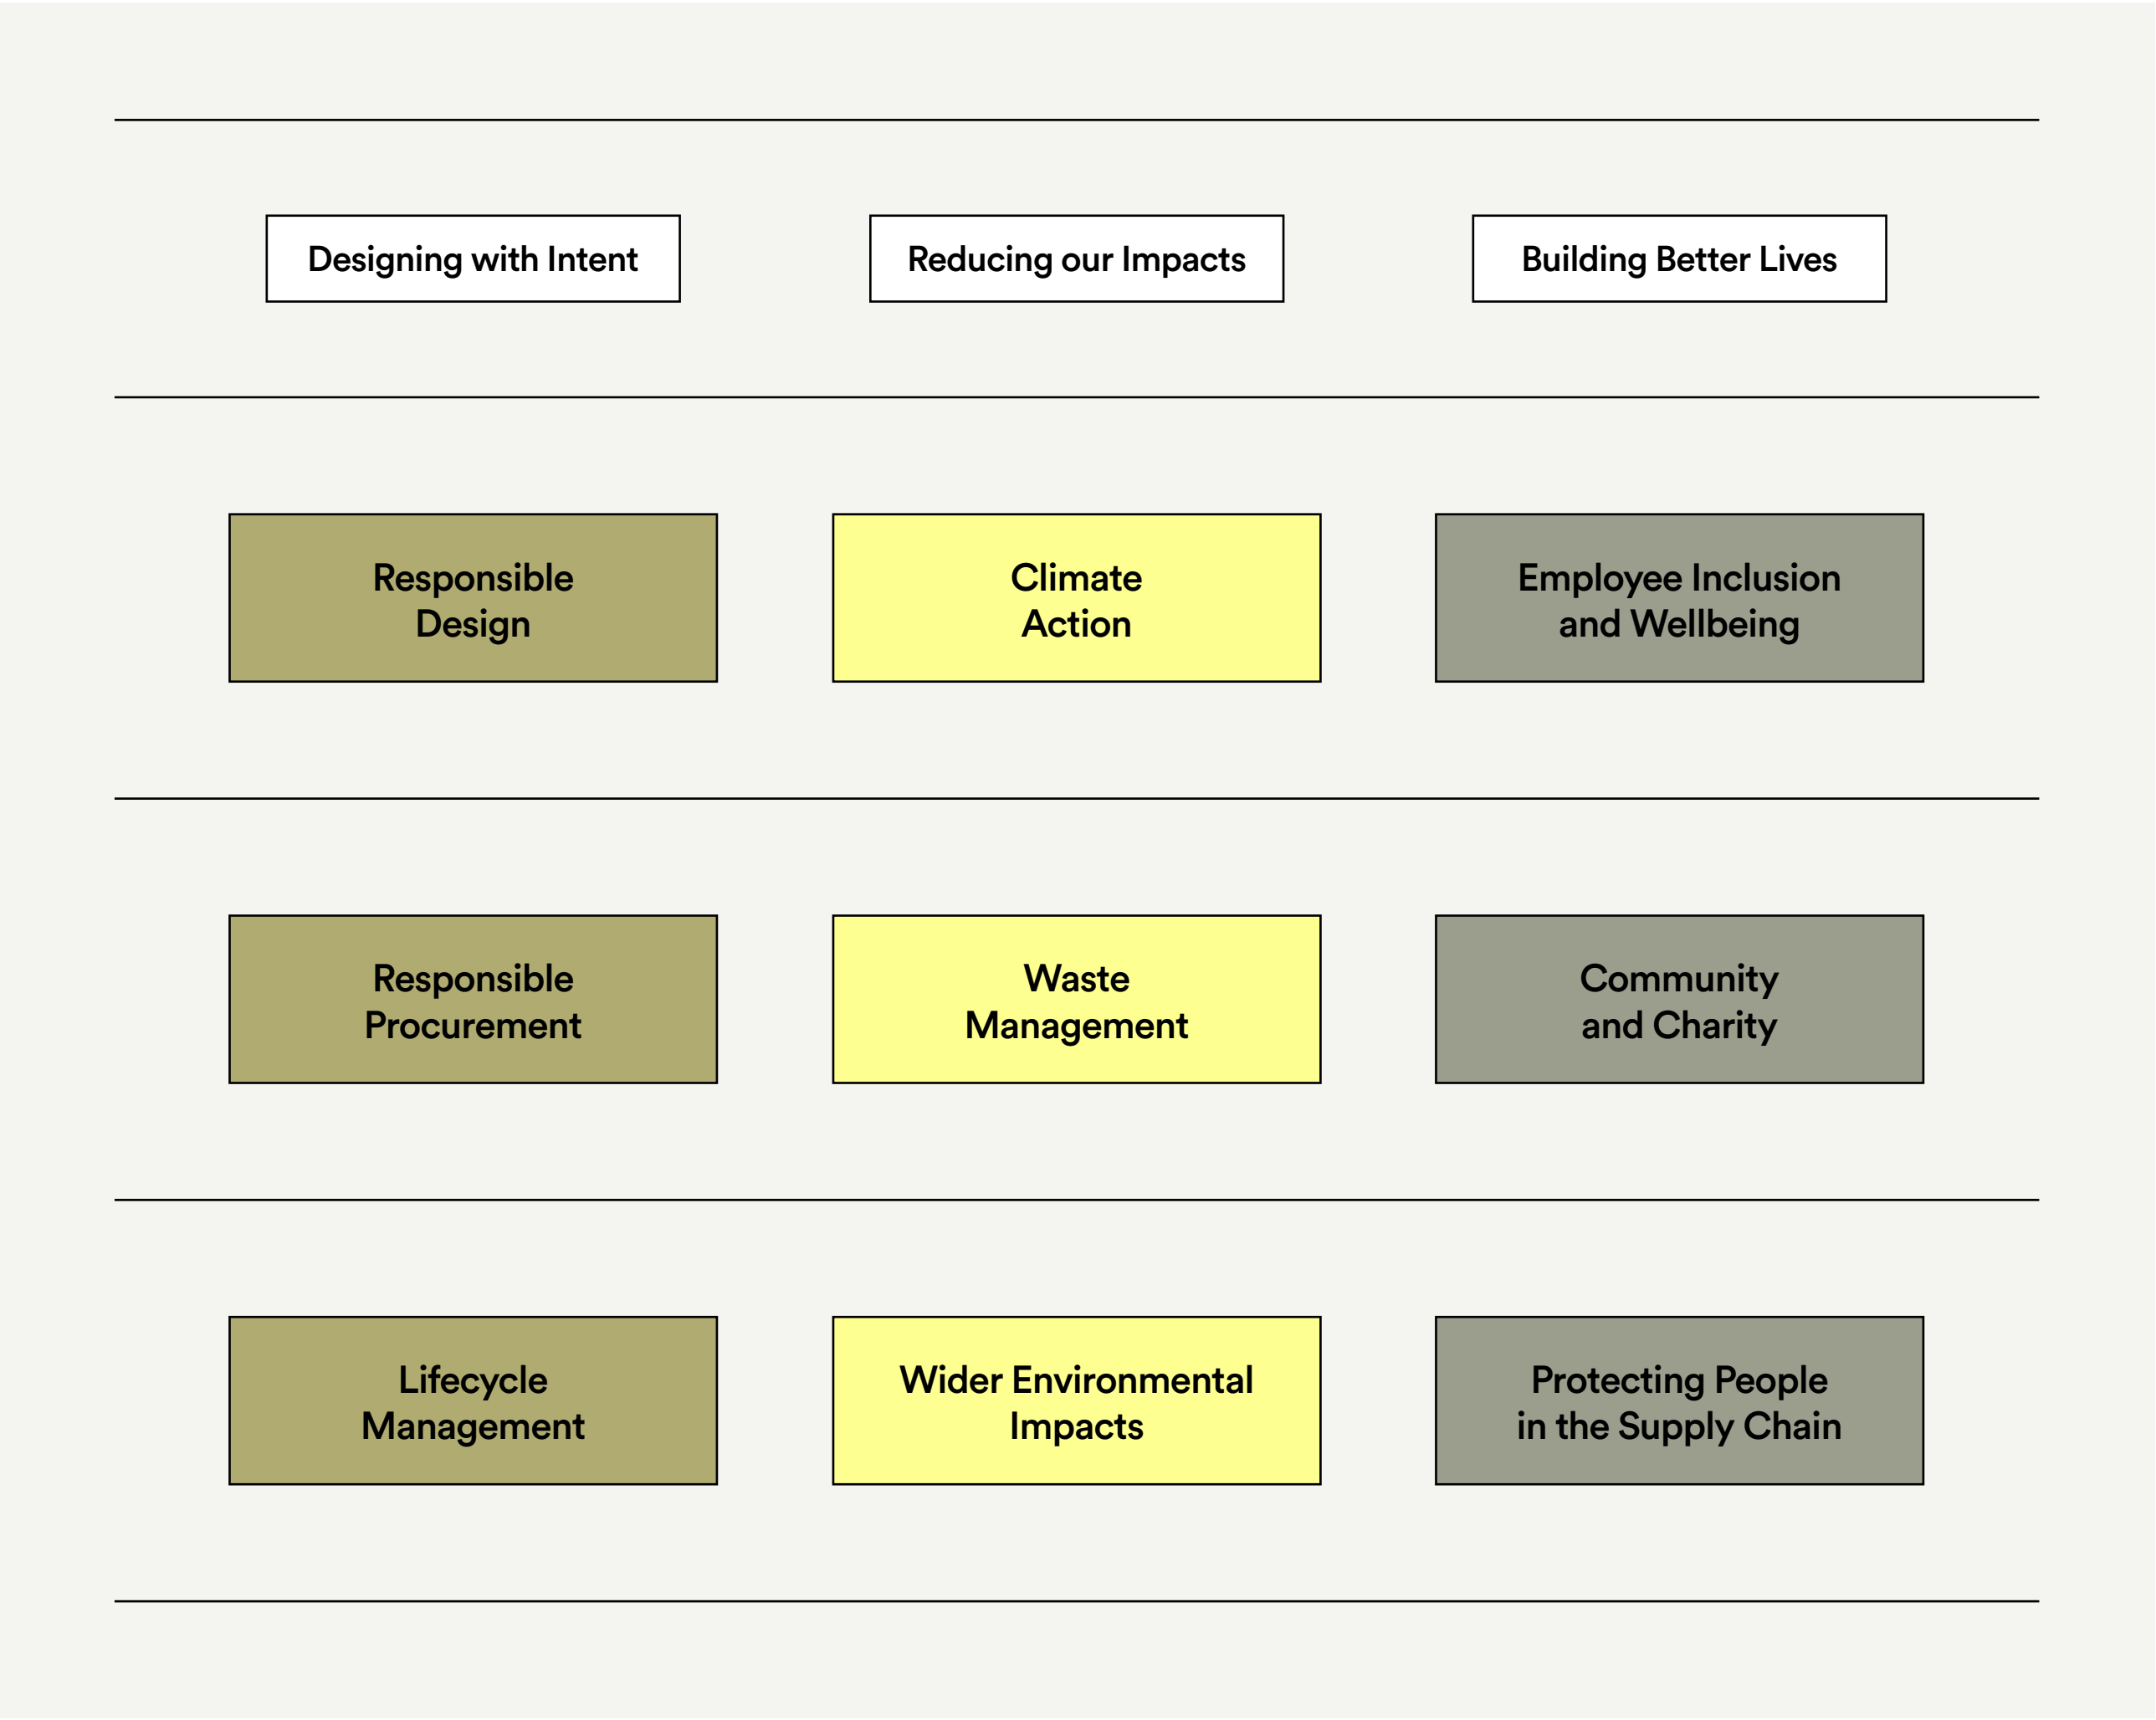 Designing with Intent
Reducing our Impacts
Building Better Lives
Responsible
Design
Climate
Action
Employee Inclusion
and Wellbeing
Responsible
Procurement
Waste
Management
Community
and Charity
Lifecycle
Management
Wider Environmental
Impacts
Protecting People
in the Supply Chain